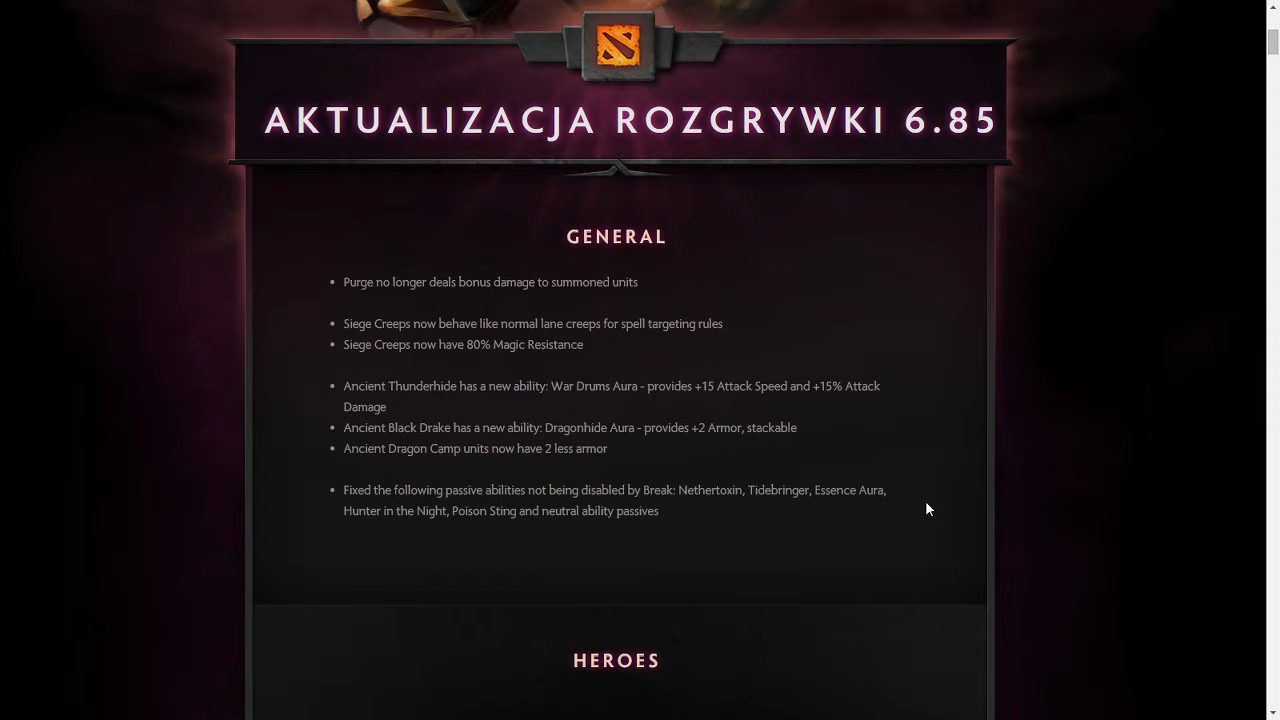 AKTUALIZACJA ROZGRYWKI 6.85
GENERAL
• Purge no longer deals bonus damage to summoned units
• Siege Creeps now behave like normal lane creeps for spell targeting rules
• Siege Creeps now have 80% Magic Resistance
• Ancient Thunderhide has a new ability: War Drums Aura - provides +15 Attack Speed and +15% Attack
Damage
• Ancient Black Drake has a new ability: Dragonhide Aura - provides +2 Armor, stackable
• Ancient Dragon Camp units now have 2 less armor
• Fixed the following passive abilities not being disabled by Break: Nethertoxin, Tidebringer, Essence Aura,
Hunter in the Night, Poison Sting and neutral ability passives
HEROES